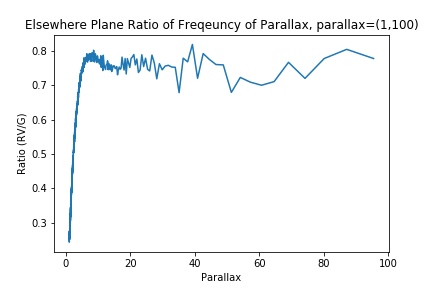 Elsewhere Plane Ratio of Freqeuncy of Parallax, parallax=(1,100)
0.8
0.7
0.6
0.5
0.4
0.3
Ratio (RV/G)
0 20 40 60 80 100
Parallax